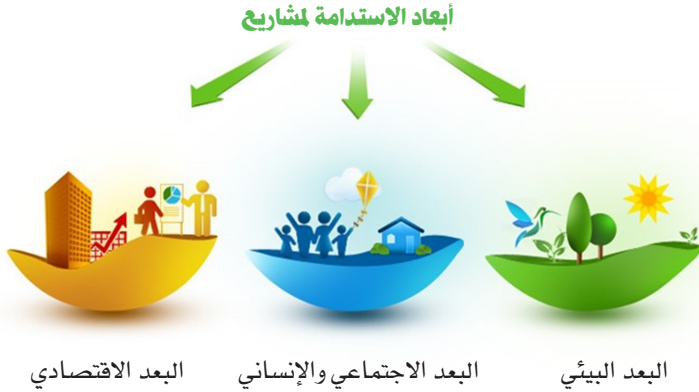 أبعاد الاستدامة لمشاريع
البعد البيئي
البعد الاجتماعي والإنساني
البعد الاقتصادي